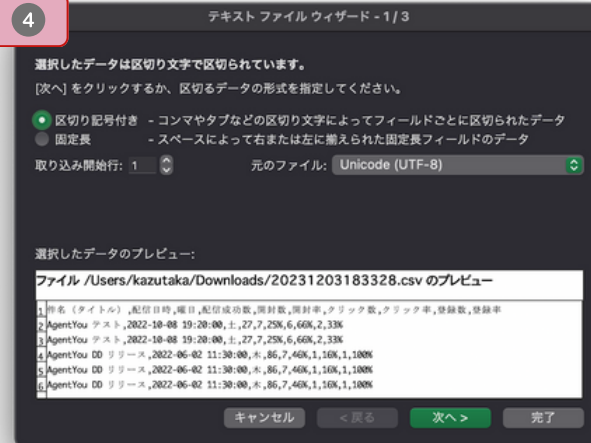 4
テキスト ファイル ウィザード - 1 / 3
選択したデータは区切り文字で区切られています。
[次へ] をクリックするか、区切るデータの形式を指定してください。
区切り記号付き - コンマやタブなどの区切り文字によってフィールドごとに区切られたデータ
固定長 - スペースによって右または左に揃えられた固定長フィールドのデータ
取り込み開始行: 1 元のファイル: Unicode (UTF-8)
選択したデータのプレビュー:
ファイル /Users/kazutaka/Downloads/20231203183328.csv のプレビュー
1 件名（タイトル）,配信日時,曜日,配信成功数,開封数,開封率,クリック数,クリック率,登録数,登録率
2 AgentYou テスト,2022-10-08 19:20:00,土,27,7,25%,6,66%,2,33%
3 AgentYou テスト,2022-10-08 19:20:00,土,27,7,25%,6,66%,2,33%
4 AgentYou DD リリース,2022-06-02 11:30:00,木,86,7,46%,1,16%,1,100%
5 AgentYou DD リリース,2022-06-02 11:30:00,木,86,7,46%,1,16%,1,100%
6 AgentYou DD リリース,2022-06-02 11:30:00,木,86,7,46%,1,16%,1,100%
キャンセル < 戻る 次へ > 完了